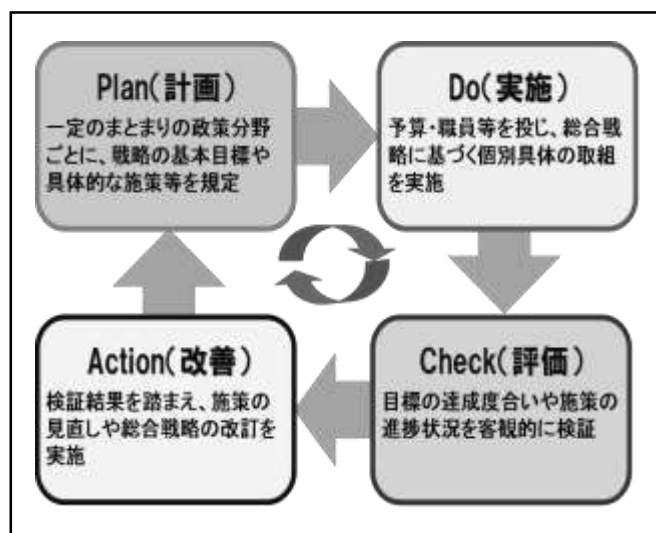 Plan(計画)
一定のまとまりの政策分野
ごとに、戦略の基本目標や
具体的な施策等を規定
Do(実施)
予算・職員等を投じ、総合戦
略に基づく個別具体の取組
を実施
Check(評価)
目標の達成度合いや施策の
進捗状況を客観的に検証
Action(改善)
検証結果を踏まえ、施策の
見直しや総合戦略の改訂を
実施